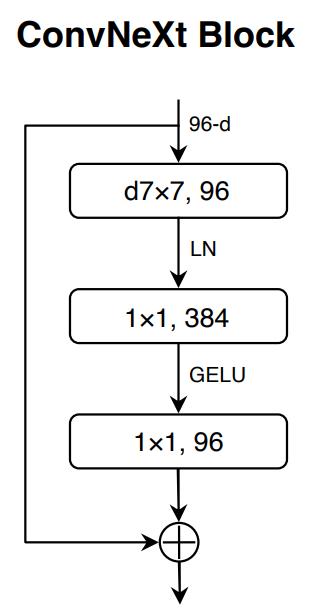 ConvNeXt Block
96-d
d7×7, 96
LN
1×1, 384
GELU
1×1, 96